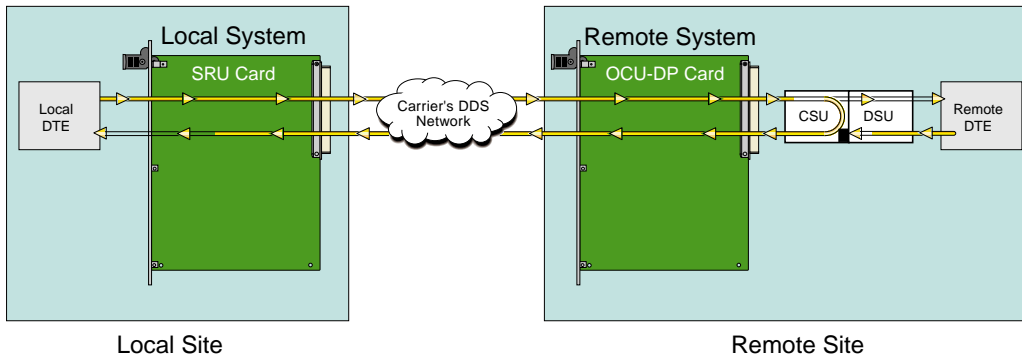 Local System
Remote System
SRU Card
OCU-DP Card
Local
DTE
Carrier's DDS
Network
CSU
DSU
Remote
DTE
Local Site
Remote Site